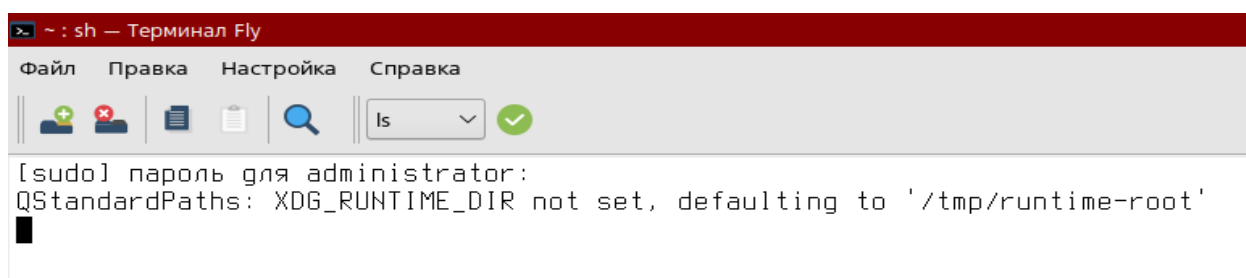 ~ : sh — Терминал Fly
Файл Правка Настройка Справка
ls
[sudo] пароль для administrator:
QStandardPaths: XDG_RUNTIME_DIR not set, defaulting to '/tmp/runtime-root'